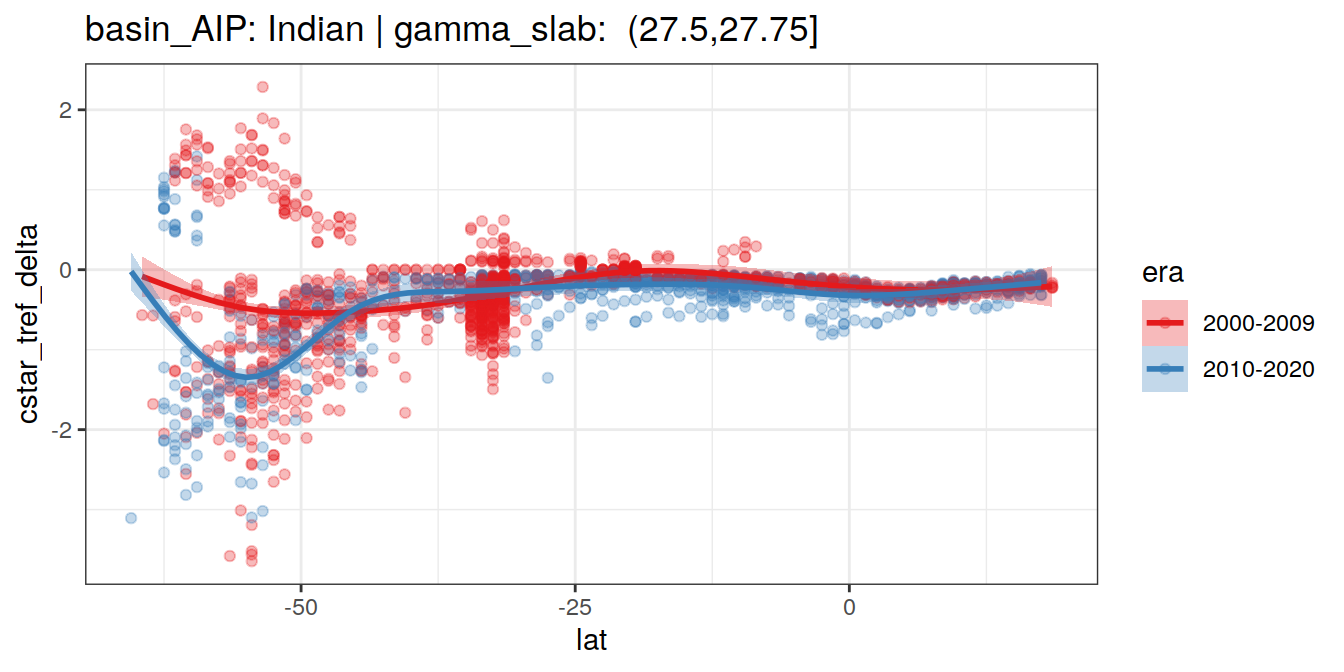 basin_AIP: Indian | gamma_slab:  (27.5,27.75]
2
0
-2
cstar_tref_delta
-50
-25
0
lat
era
2000-2009
2010-2020